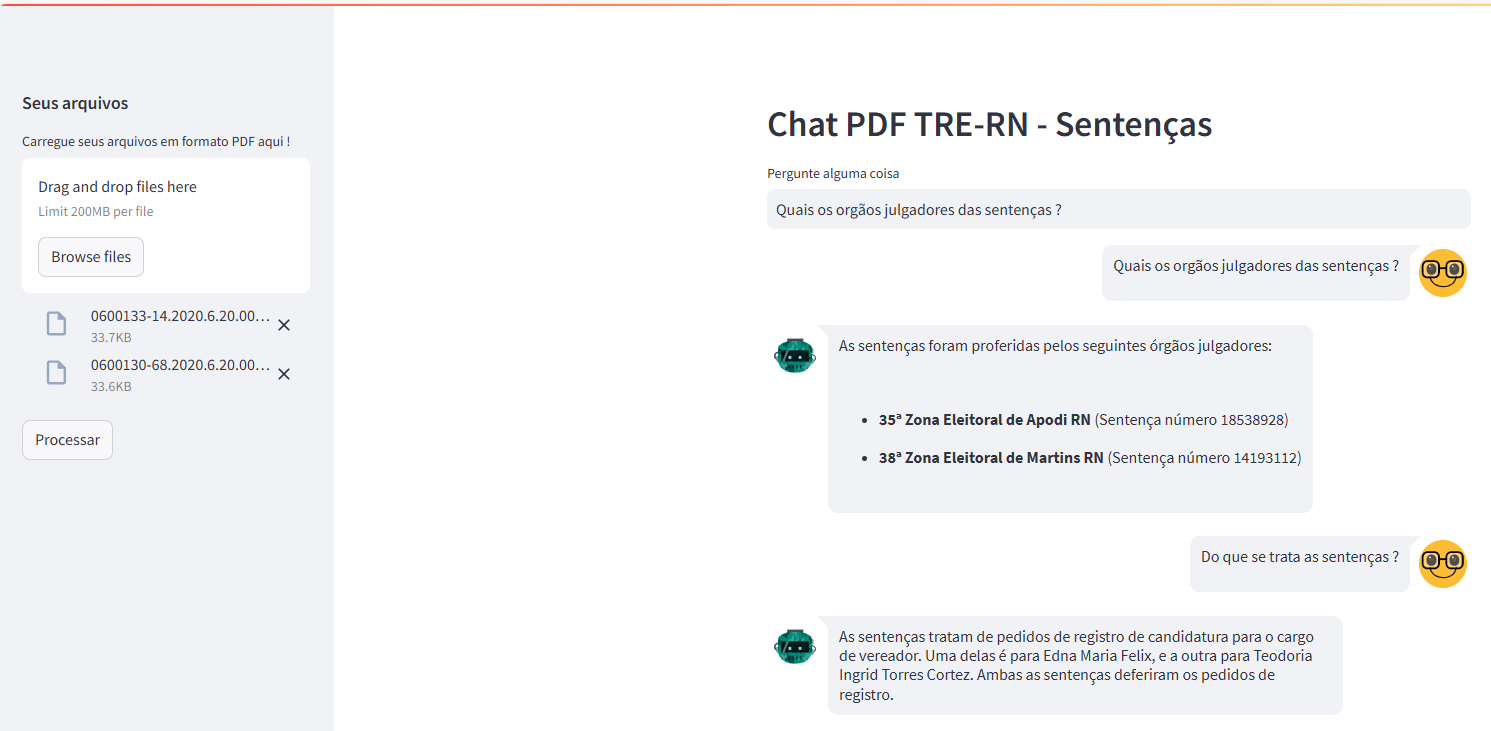 Seus arquivos
Carregue seus arquivos em formato PDF aqui !
Drag and drop files here
Limit 200MB per file
Browse files
0600133-14.2020.6.20.00...
33.7KB
0600130-68.2020.6.20.00...
33.6KB
Processar
Chat PDF TRE-RN - Sentenças
Pergunte alguma coisa
Quais os orgãos julgadores das sentenças ?
Quais os orgãos julgadores das sentenças ?
As sentenças foram proferidas pelos seguintes órgãos julgadores:
• 35ª Zona Eleitoral de Apodi RN (Sentença número 18538928)
• 38ª Zona Eleitoral de Martins RN (Sentença número 14193112)
Do que se trata as sentenças ?
As sentenças tratam de pedidos de registro de candidatura para o cargo
de vereador. Uma delas é para Edna Maria Felix, e a outra para Teodoria
Ingrid Torres Cortez. Ambas as sentenças deferiram os pedidos de
registro.